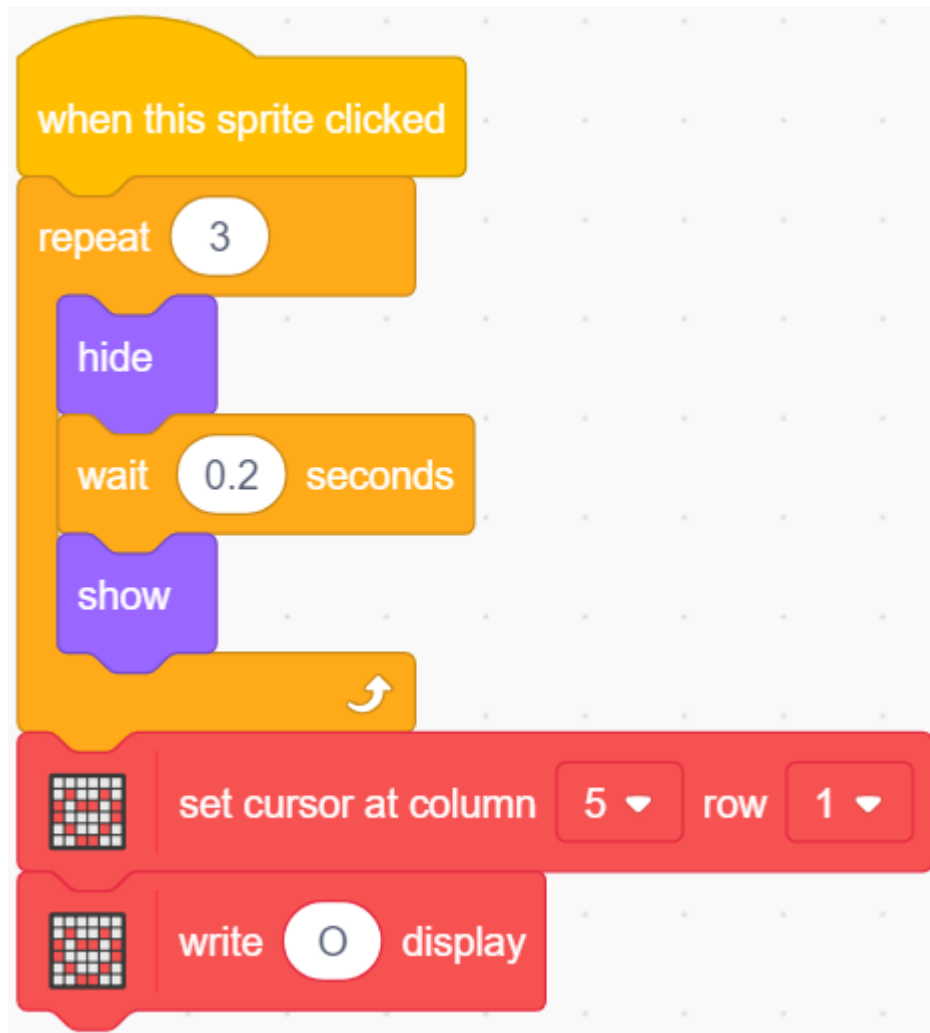 when this sprite clicked
repeat 3
hide
wait 0.2 seconds
show
set cursor at column 5 row 1
write O display